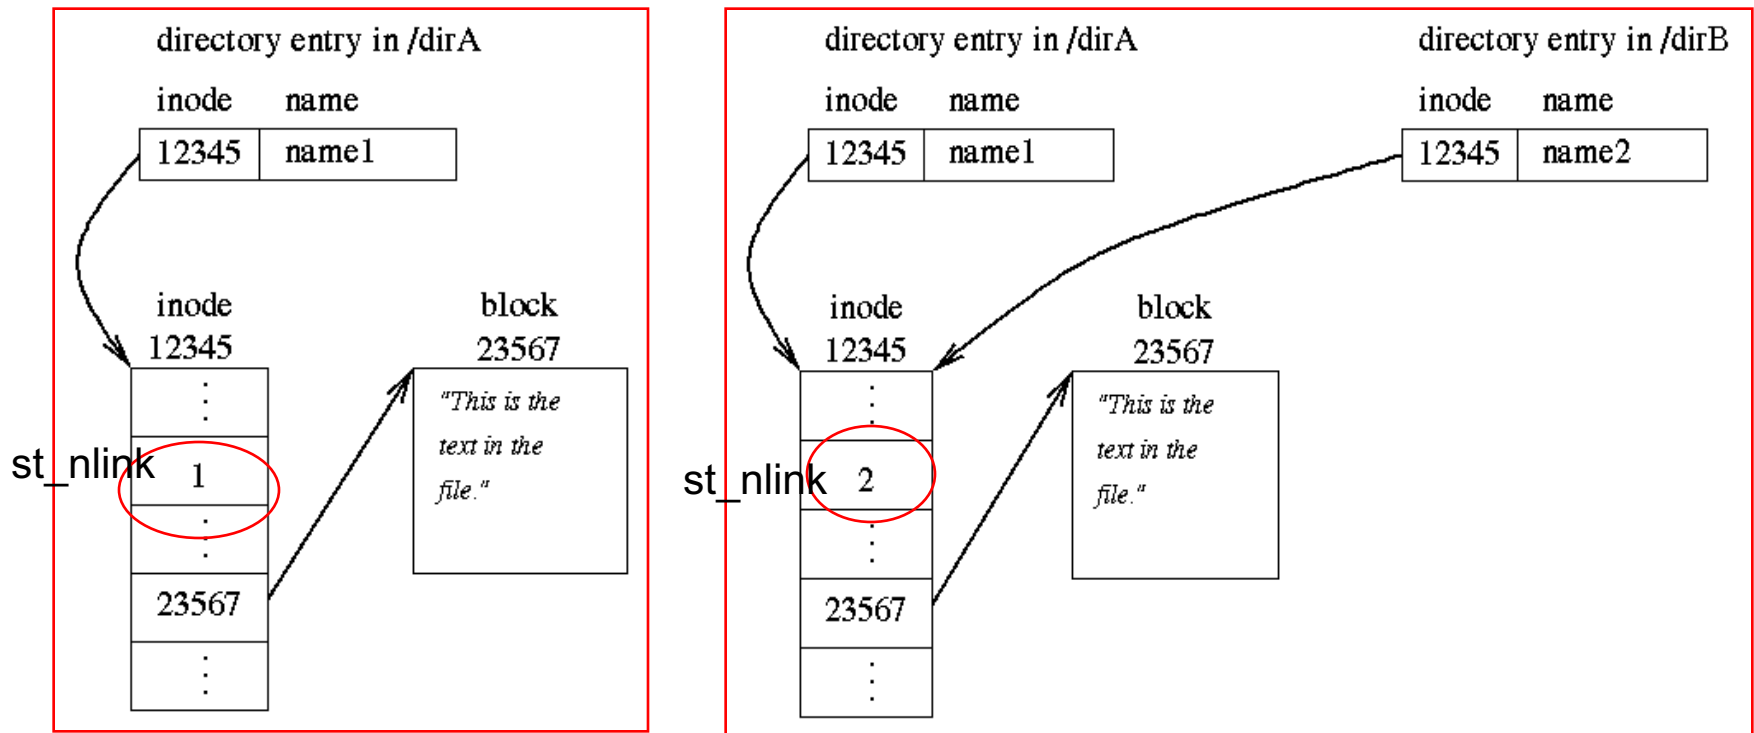 directory entry in /dirA
inode name
12345 name1
inode
12345
block
23567
st_nlink
1
23567
"This is the
text in the
file."
directory entry in /dirA
inode name
12345 name1
directory entry in /dirB
inode name
12345 name2
inode
12345
block
23567
st_nlink
2
23567
"This is the
text in the
file."